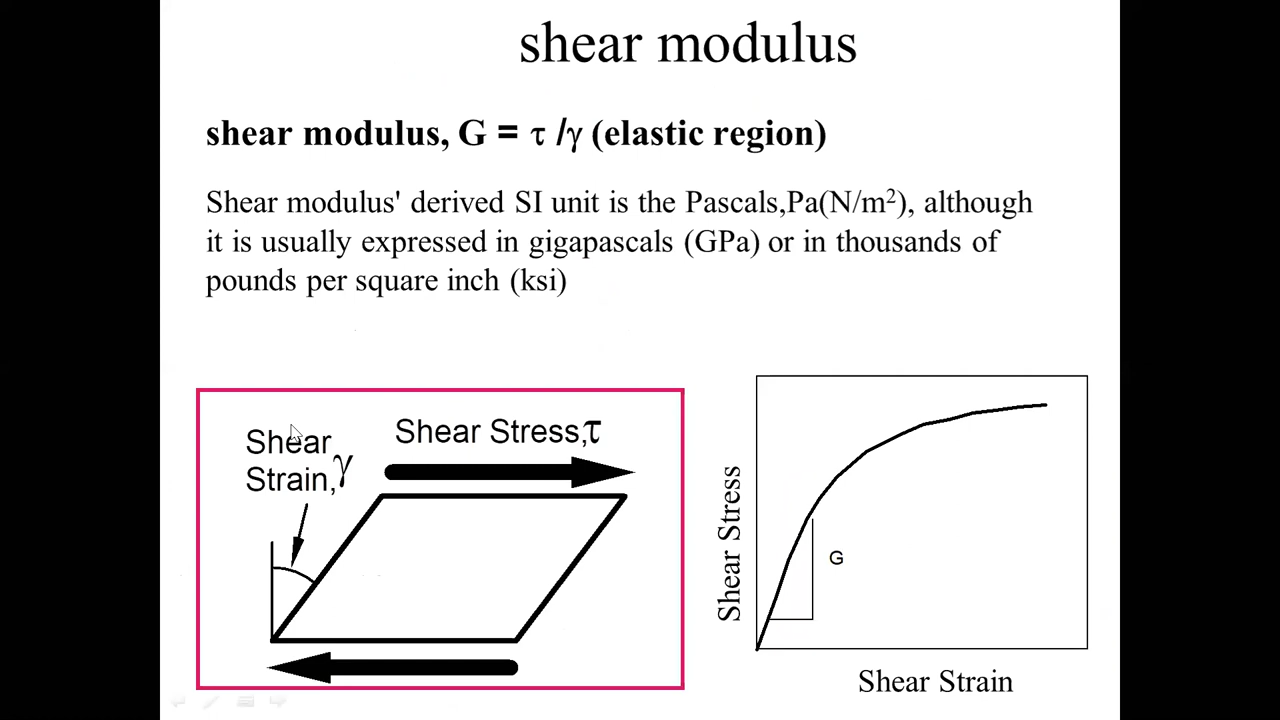 shear modulus
shear modulus, G = τ /γ (elastic region)
Shear modulus' derived SI unit is the Pascals,Pa(N/m²), although
it is usually expressed in gigapascals (GPa) or in thousands of
pounds per square inch (ksi)
Shear
Strain,γ
Shear Stress,τ
Shear Stress
G
Shear Strain